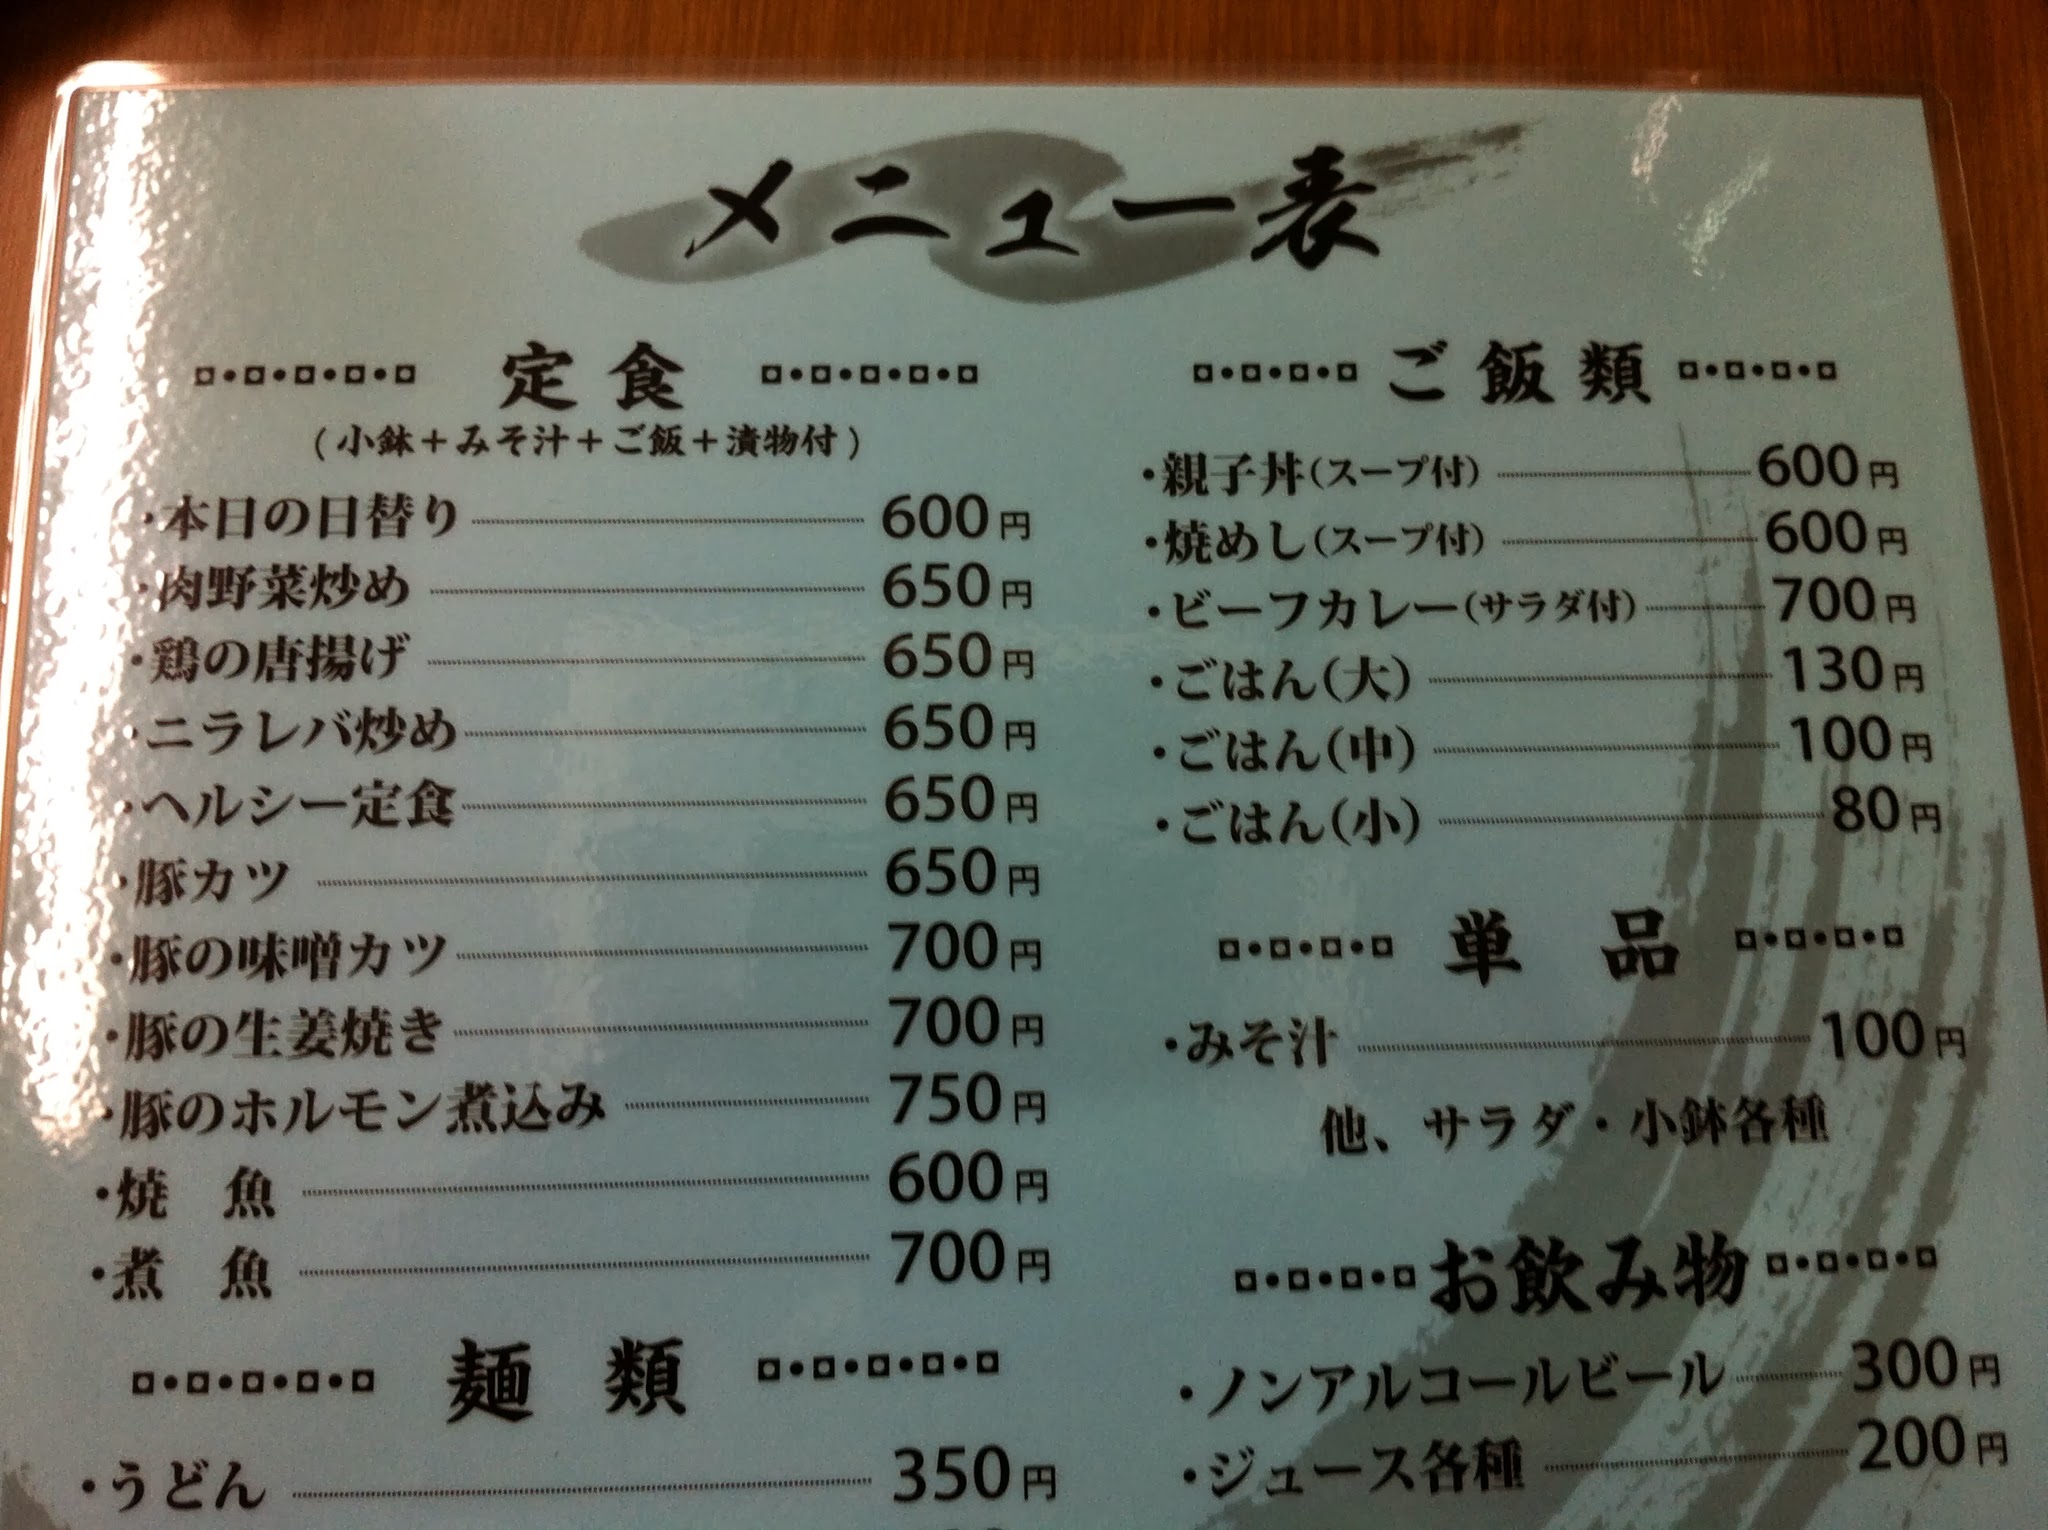 メニュー表
定食
(小鉢+みそ汁+ご飯+漬物付)
・本日の日替り 600円
・肉野菜炒め 650円
・鶏の唐揚げ 650円
・ニラレバ炒め 650円
・ヘルシー定食 650円
・豚カツ 650円
・豚の味噌カツ 700円
・豚の生姜焼き 700円
・豚のホルモン煮込み 750円
・焼 魚 600円
・煮 魚 700円
麺類
・うどん 350円
ご飯類
・親子丼(スープ付) 600円
・焼めし(スープ付) 600円
・ビーフカレー(サラダ付) 700円
・ごはん(大) 130円
・ごはん(中) 100円
・ごはん(小) 80円
単品
・みそ汁 100円
他、サラダ・小鉢各種
お飲み物
・ノンアルコールビール 300円
・ジュース各種 200円